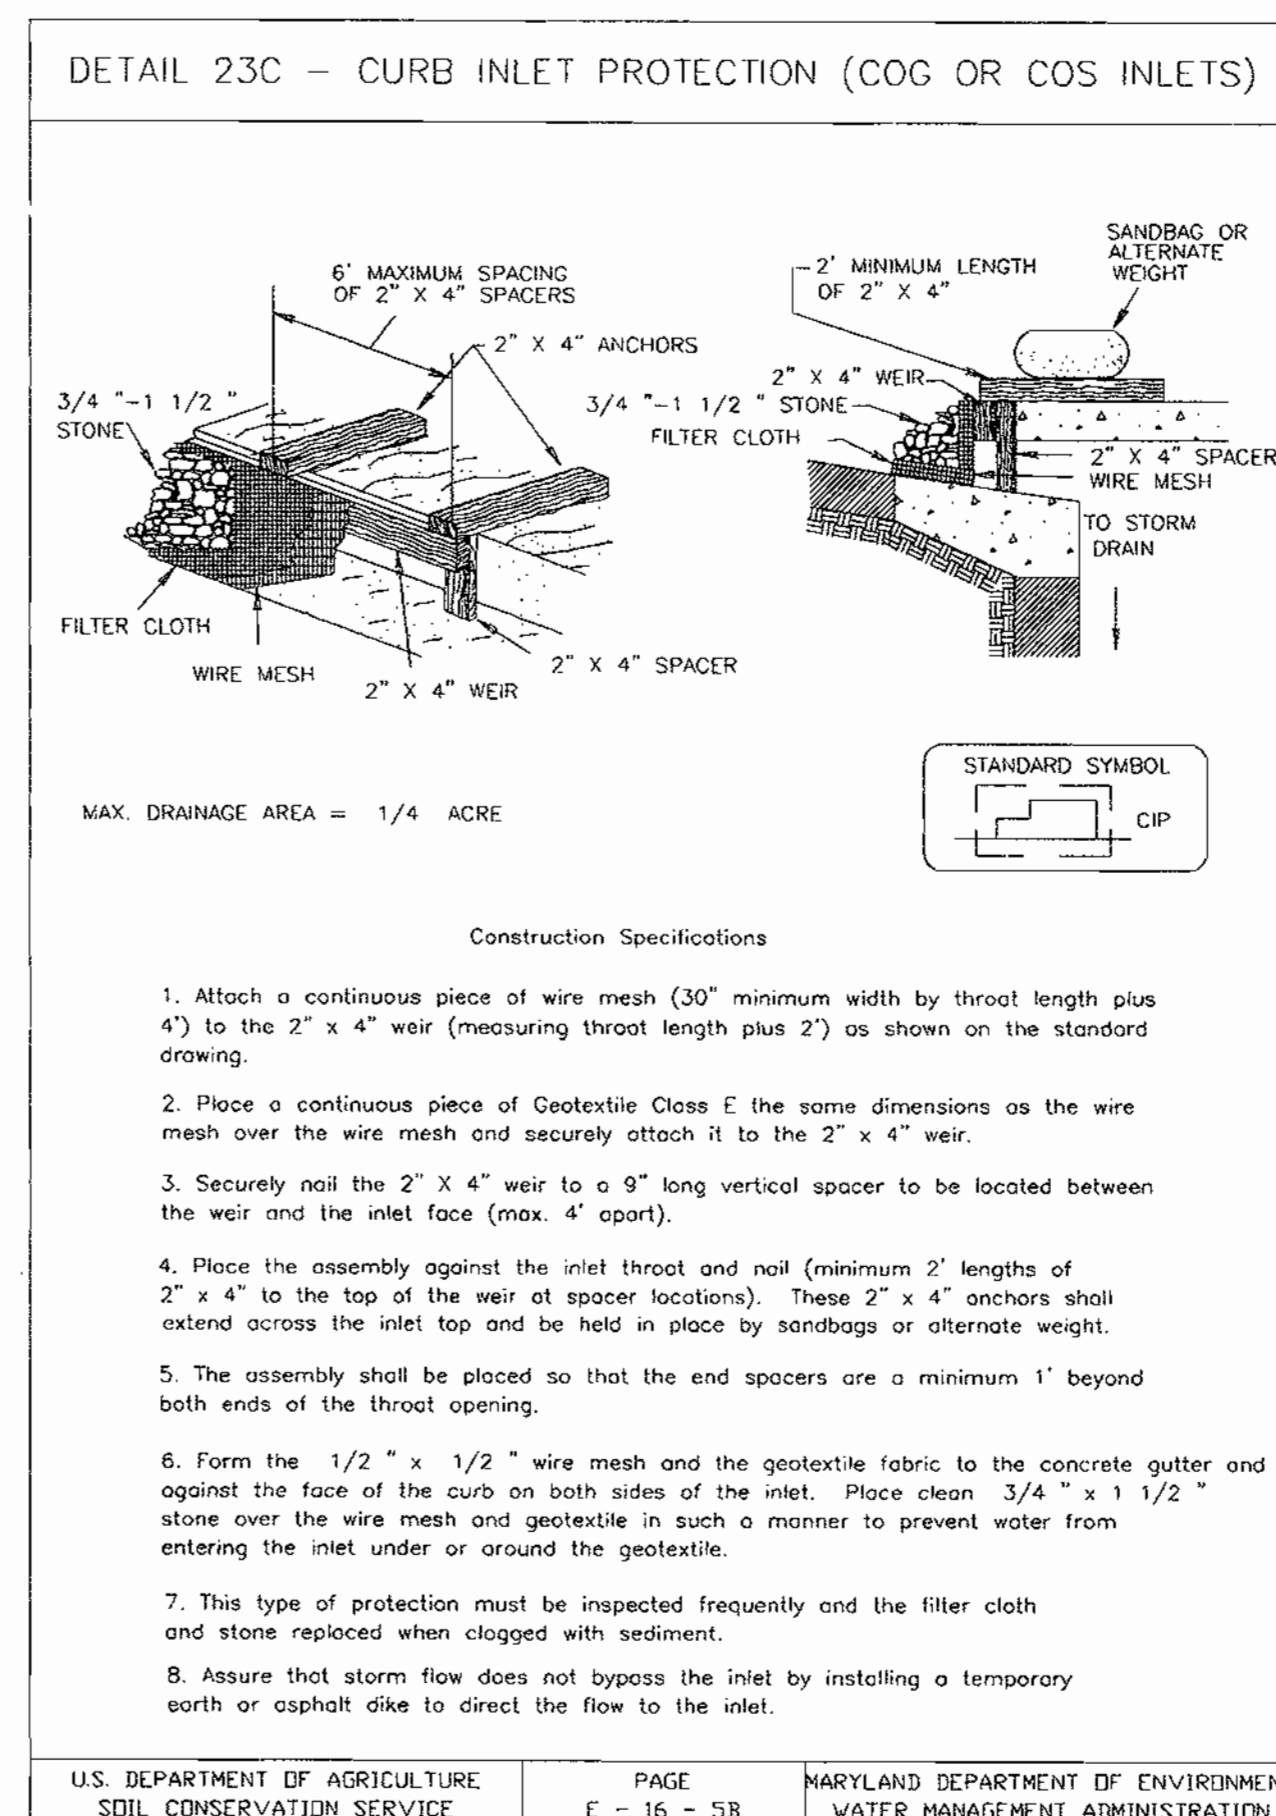 DETAIL 23C – CURB INLET PROTECTION (COG OR COS INLETS)
6' MAXIMUM SPACING
OF 2" X 4" SPACERS
2" X 4" ANCHORS
3/4 "–1 1/2 "
STONE
FILTER CLOTH
WIRE MESH
2" X 4" WEIR
2" X 4" SPACER
2' MINIMUM LENGTH
OF 2" X 4"
SANDBAG OR
ALTERNATE
WEIGHT
2" X 4" WEIR
3/4 "–1 1/2 " STONE
FILTER CLOTH
2" X 4" SPACER
WIRE MESH
TO STORM
DRAIN
MAX. DRAINAGE AREA = 1/4 ACRE
STANDARD SYMBOL
CIP
Construction Specifications
1. Attach a continuous piece of wire mesh (30" minimum width by throat length plus
4') to the 2" x 4" weir (measuring throat length plus 2') as shown on the standard
drawing.
2. Place a continuous piece of Geotextile Class E the same dimensions as the wire
mesh over the wire mesh and securely attach it to the 2" x 4" weir.
3. Securely nail the 2" X 4" weir to a 9" long vertical spacer to be located between
the weir and the inlet face (max. 4' apart).
4. Place the assembly against the inlet throat and nail (minimum 2' lengths of
2" x 4" to the top of the weir at spacer locations). These 2" x 4" anchors shall
extend across the inlet top and be held in place by sandbags or alternate weight.
5. The assembly shall be placed so that the end spacers are a minimum 1' beyond
both ends of the throat opening.
6. Form the 1/2 " x 1/2 " wire mesh and the geotextile fabric to the concrete gutter and
against the face of the curb on both sides of the inlet. Place clean 3/4 " x 1 1/2 "
stone over the wire mesh and geotextile in such a manner to prevent water from
entering the inlet under or around the geotextile.
7. This type of protection must be inspected frequently and the filter cloth
and stone replaced when clogged with sediment.
8. Assure that storm flow does not bypass the inlet by installing a temporary
earth or asphalt dike to direct the flow to the inlet.
U.S. DEPARTMENT OF AGRICULTURE
SOIL CONSERVATION SERVICE
PAGE
E – 16 – 5B
MARYLAND DEPARTMENT OF ENVIRONMEN
WATER MANAGEMENT ADMINISTRATION